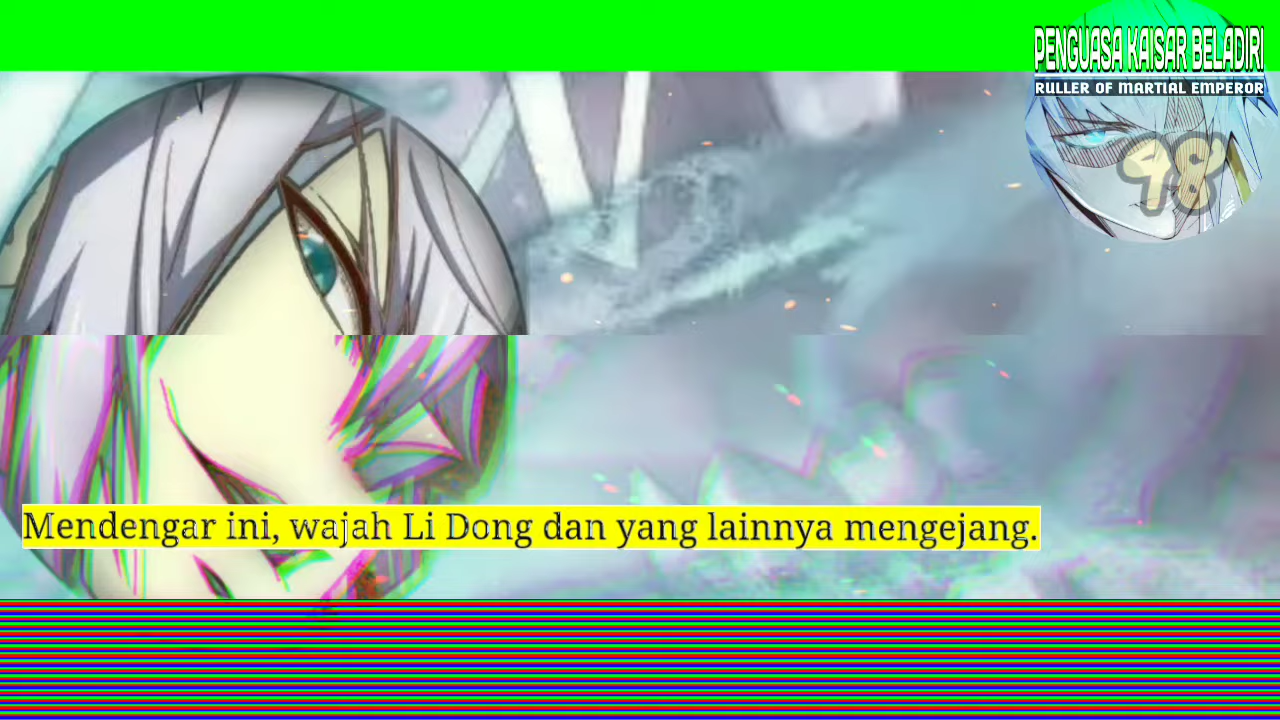 PENGUASA KAISAR BELADIRI
RULLER OF MARTIAL EMPEROR
98
Mendengar ini, wajah Li Dong dan yang lainnya mengejang.